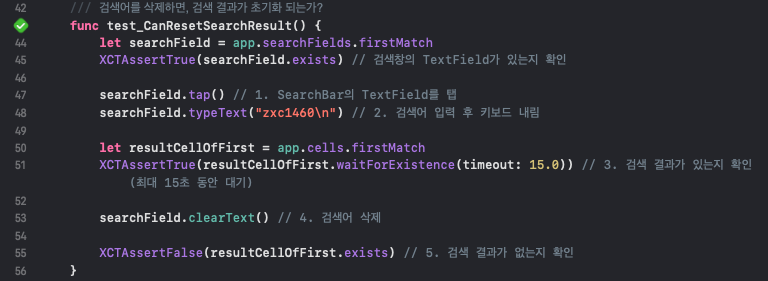 42 /// 검색어를 삭제하면, 검색 결과가 초기화 되는가?
func test_CanResetSearchResult() {
44 let searchField = app.searchFields.firstMatch
45 XCTAssertTrue(searchField.exists) // 검색창의 TextField가 있는지 확인
46
47 searchField.tap() // 1. SearchBar의 TextField를 탭
48 searchField.typeText("zxc1460\n") // 2. 검색어 입력 후 키보드 내림
49
50 let resultCellOfFirst = app.cells.firstMatch
51 XCTAssertTrue(resultCellOfFirst.waitForExistence(timeout: 15.0)) // 3. 검색 결과가 있는지 확인
(최대 15초 동안 대기)
52
53 searchField.clearText() // 4. 검색어 삭제
54
55 XCTAssertFalse(resultCellOfFirst.exists) // 5. 검색 결과가 없는지 확인
56 }